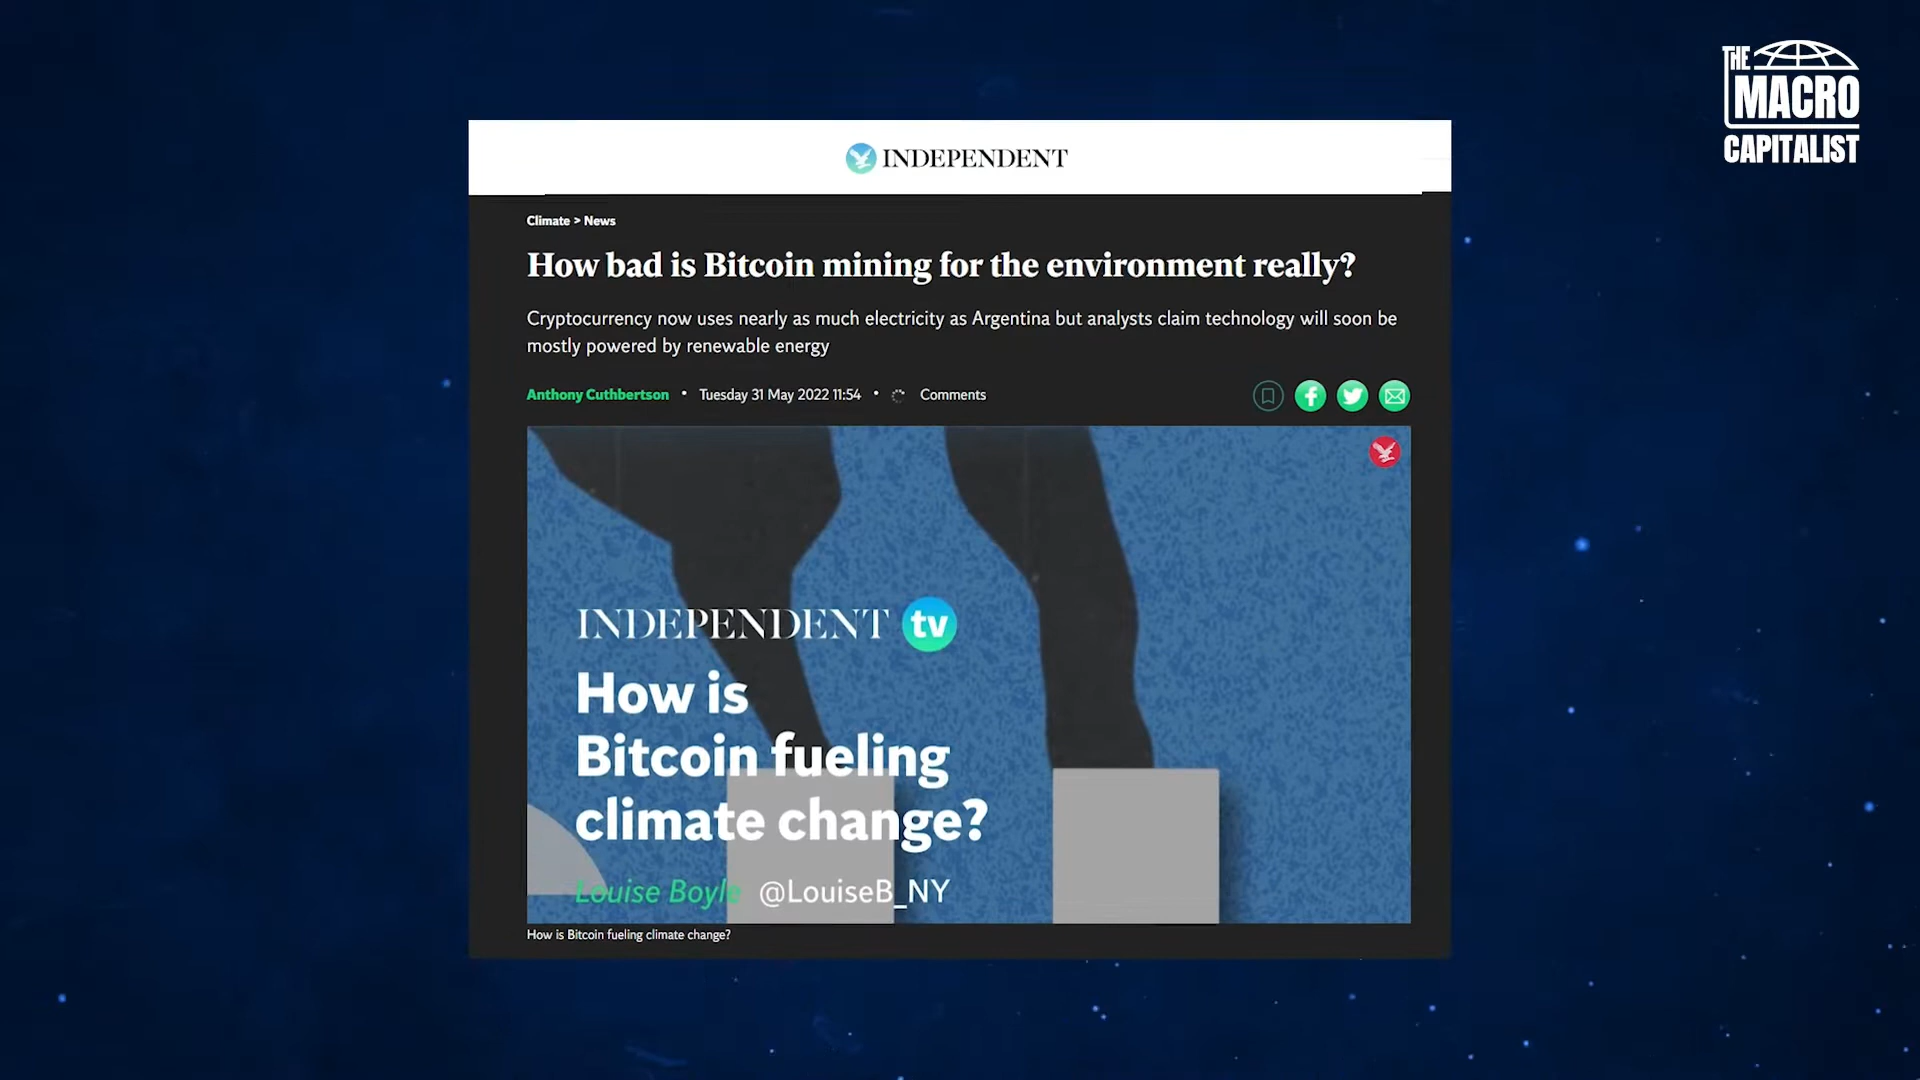 THE
MACRO
CAPITALIST
INDEPENDENT
Climate > News
How bad is Bitcoin mining for the environment really?
Cryptocurrency now uses nearly as much electricity as Argentina but analysts claim technology will soon be
mostly powered by renewable energy
Anthony Cuthbertson • Tuesday 31 May 2022 11:54 • Comments
INDEPENDENT tv
How is
Bitcoin fueling
climate change?
Louise Boyle @LouiseB_NY
How is Bitcoin fueling climate change?